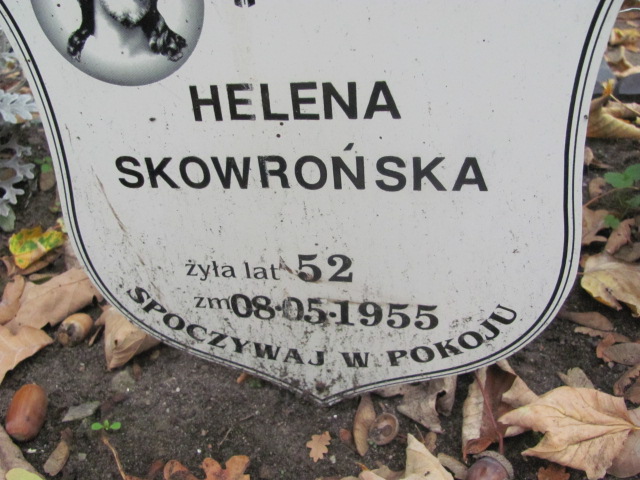 HELENA
SKOWROŃSKA
żyła lat 52
zm 08.05.1955
SPOCZYWAJ W POKOJU